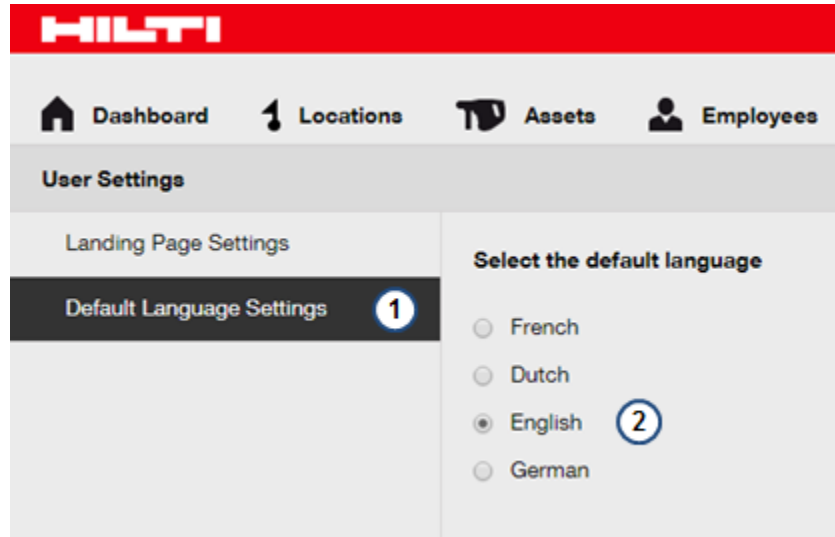 HILTI
Dashboard Locations Assets Employees
User Settings
Landing Page Settings
Default Language Settings 1
Select the default language
French
Dutch
English 2
German